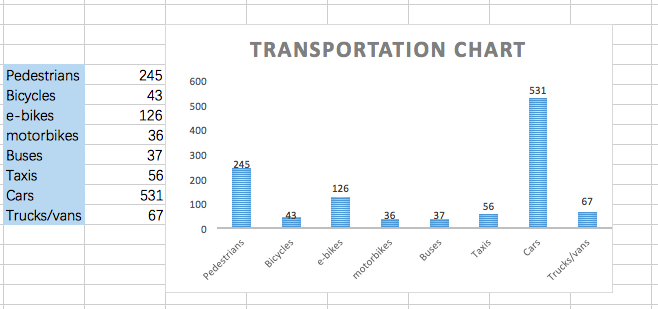 Pedestrians 245
Bicycles 43
e-bikes 126
motorbikes 36
Buses 37
Taxis 56
Cars 531
Trucks/vans 67
TRANSPORTATION CHART
600
500
400
300
200
100
0
245
43
126
36
37
56
531
67
Pedestrians
Bicycles
e-bikes
motorbikes
Buses
Taxis
Cars
Trucks/vans